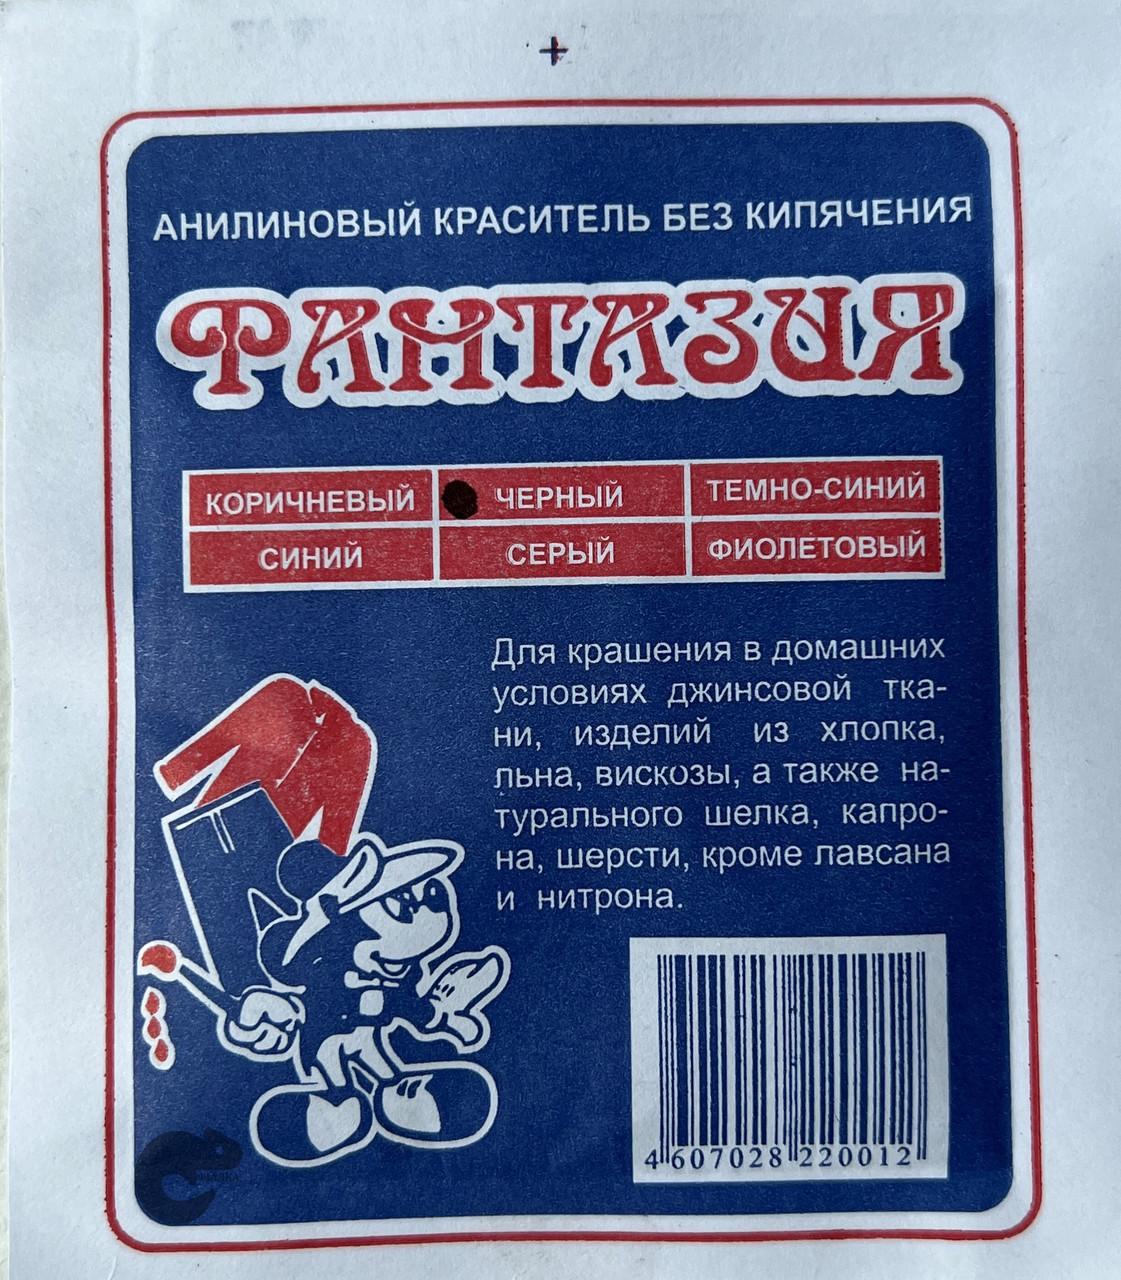 АНИЛИНОВЫЙ КРАСИТЕЛЬ БЕЗ КИПЯЧЕНИЯ
ФАНТАЗИЯ
КОРИЧНЕВЫЙ ЧЕРНЫЙ ТЕМНО-СИНИЙ
СИНИЙ СЕРЫЙ ФИОЛЕТОВЫЙ
Для крашения в домашних
условиях джинсовой тка-
ни, изделий из хлопка,
льна, вискозы, а также на-
турального шелка, капро-
на, шерсти, кроме лавсана
и нитрона.
4 607028 220012